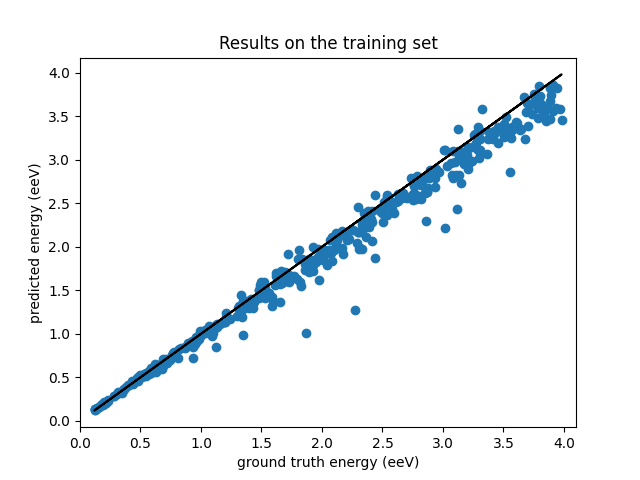 Results on the training set
predicted energy (eeV)
4.0
3.5
3.0
2.5
2.0
1.5
1.0
0.5
0.0
0.0 0.5 1.0 1.5 2.0 2.5 3.0 3.5 4.0
ground truth energy (eeV)